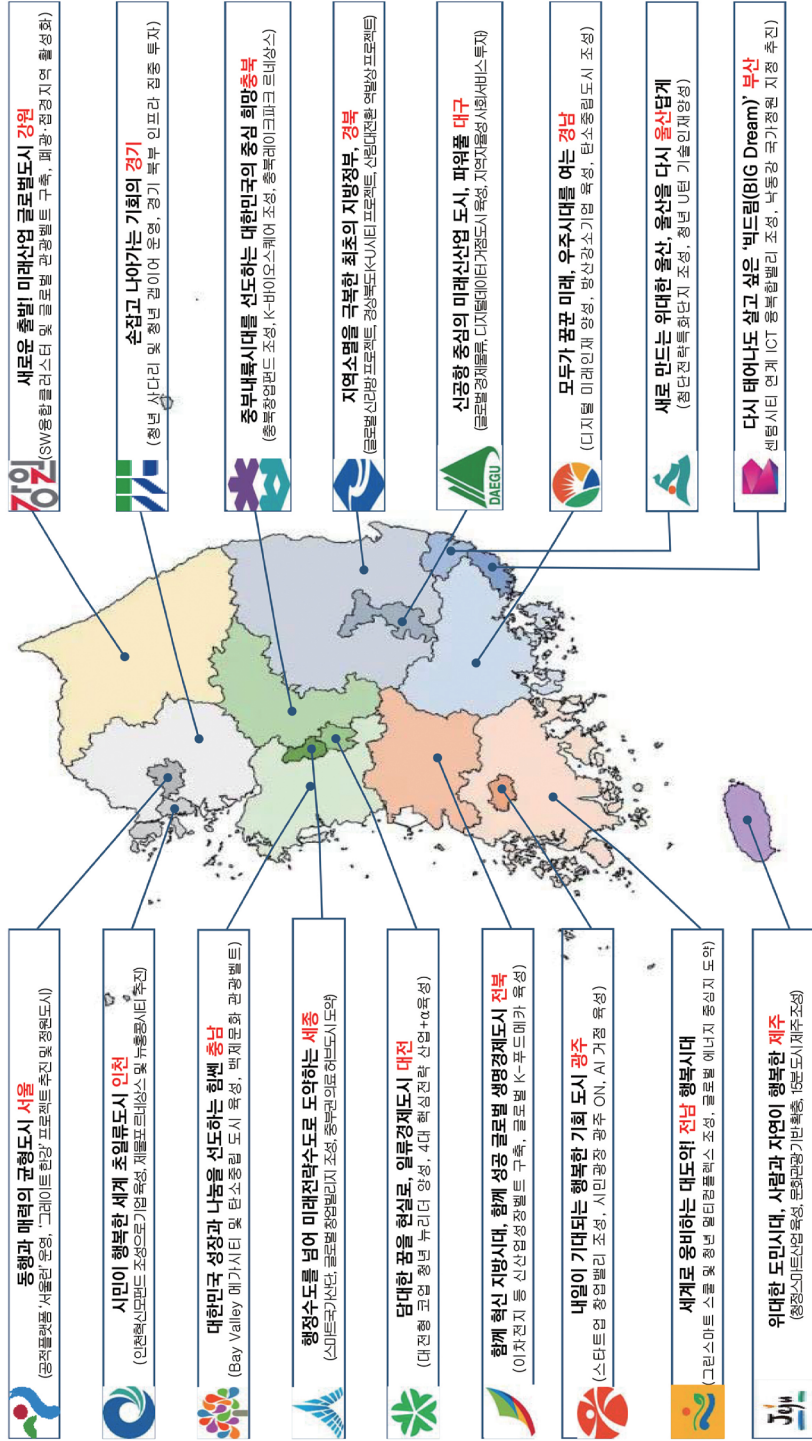 동행과 매력의 균형도시 서울
(공적플랫폼 '서울런' 운영, '그레이트 한강' 프로젝트 추진 및 정원도시)
시민이 행복한 세계 초일류도시 인천
(인천혁신모펀드 조성으로 기업육성, 제물포 르네상스 및 뉴홍콩시티 추진)
대한민국 성장과 나눔을 선도하는 힘쎈 충남
(Bay Valley 메가시티 및 탄소중립 도시 육성, 백제문화 관광벨트)
행정수도를 넘어 미래전략수도로 도약하는 세종
(스마트국가산단, 글로벌 창업빌리지 조성, 중부권 의료 허브도시 도약)
담대한 꿈을 현실로, 일류경제도시 대전
(대전형 코업 청년 뉴리더 양성, 4대 핵심전략 산업+α육성)
함께 혁신 지방시대, 함께 성공 글로벌 생명경제도시 전북
(이차전지 등 신산업성장벨트 구축, 글로벌 K-푸드메카 육성)
내일이 기대되는 행복한 기회 도시 광주
(스타트업 창업밸리 조성, 시민광장 광주 ON, AI 거점 육성)
세계로 웅비하는 대도약! 전남 행복시대
(그린스마트 스쿨 및 청년 멀티컴플렉스 조성, 글로벌 에너지 중심지 도약)
Jeju
위대한 도민시대, 사람과 자연이 행복한 제주
(청정스마트산업 육성, 문화관광 기반 확충, 15분 도시 제주 조성)
강원
새로운 출발! 미래산업 글로벌도시 강원
(SW융합클러스터 및 글로벌 관광벨트 구축, 폐광·접경지역 활성화)
손잡고 나아가는 기회의 경기
(청년 사다리 및 청년 갭이어 운영, 경기 북부 인프라 집중 투자)
중부내륙시대를 선도하는 대한민국의 중심 희망충북
(충북창업펀드 조성, K-바이오스퀘어 조성, 충북레이크파크 르네상스)
지역소멸을 극복한 최초의 지방정부, 경북
(글로벌 신라방 프로젝트, 경상북도 K-U시티 프로젝트, 산림대전환 역발상 프로젝트)
DAEGU
신공항 중심의 미래신산업 도시, 파워풀 대구
(글로벌 경제물류, 디지털데이터 거점도시 육성, 지역자율성 사회서비스 투자)
모두가 꿈꾼 미래, 우주시대를 여는 경남
(디지털 미래인재 양성, 방산강소기업 육성, 탄소중립도시 조성)
새로 만드는 위대한 울산, 울산을 다시 울산답게
(첨단전략특화단지 조성, 청년 U턴 기술인재양성)
다시 태어나도 살고 싶은 '빅드림(BIG Dream)' 부산
센텀시티 연계 ICT 융복합밸리 조성, 낙동강 국가정원 지정 추진)